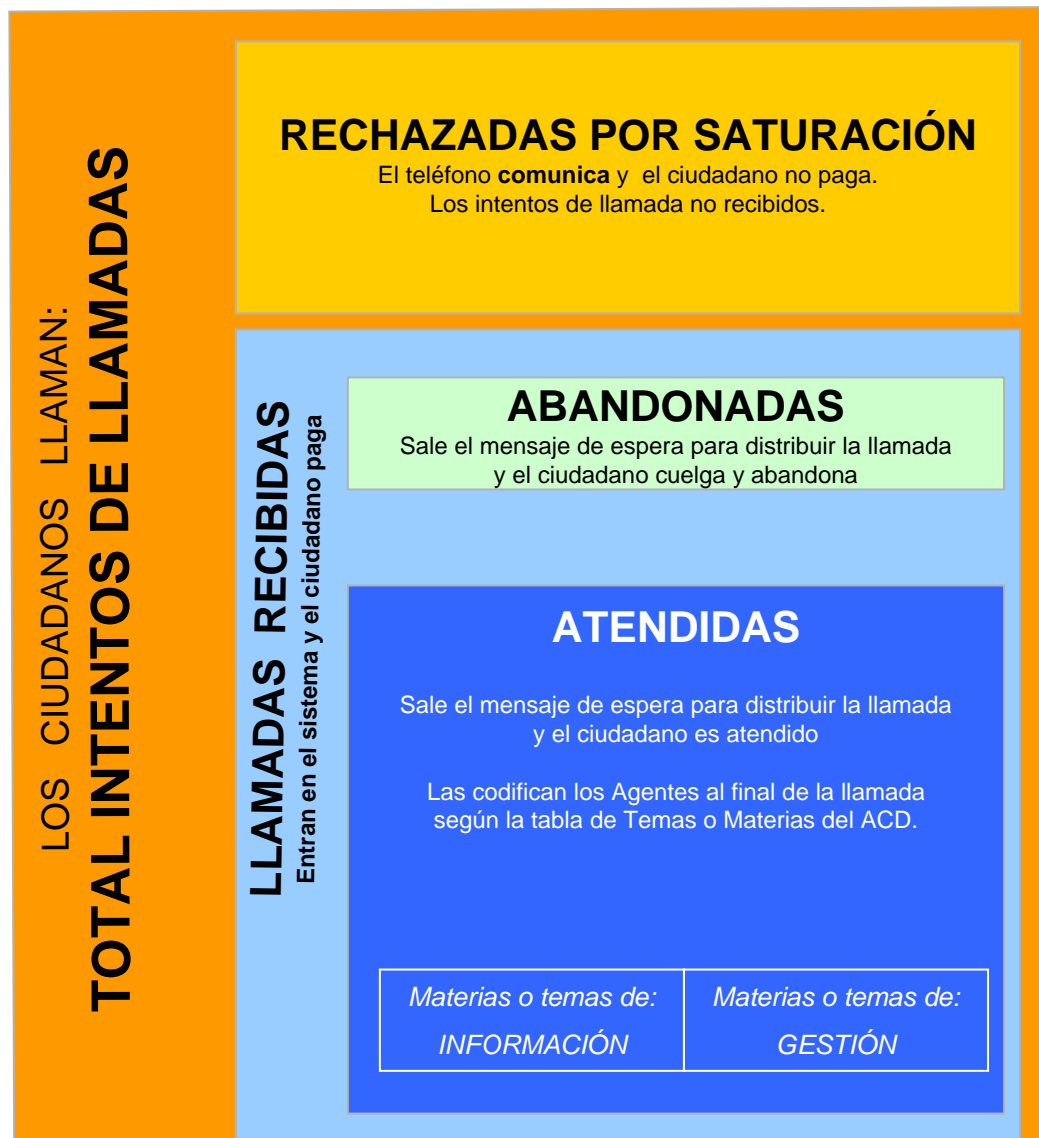 LOS CIUDADANOS LLAMAN:
TOTAL INTENTOS DE LLAMADAS
RECHAZADAS POR SATURACIÓN
El teléfono comunica y el ciudadano no paga.
Los intentos de llamada no recibidos.
LLAMADAS RECIBIDAS
Entran en el sistema y el ciudadano paga
ABANDONADAS
Sale el mensaje de espera para distribuir la llamada
y el ciudadano cuelga y abandona
ATENDIDAS
Sale el mensaje de espera para distribuir la llamada
y el ciudadano es atendido
Las codifican los Agentes al final de la llamada
según la tabla de Temas o Materias del ACD.
Materias o temas de:
INFORMACIÓN
Materias o temas de:
GESTIÓN